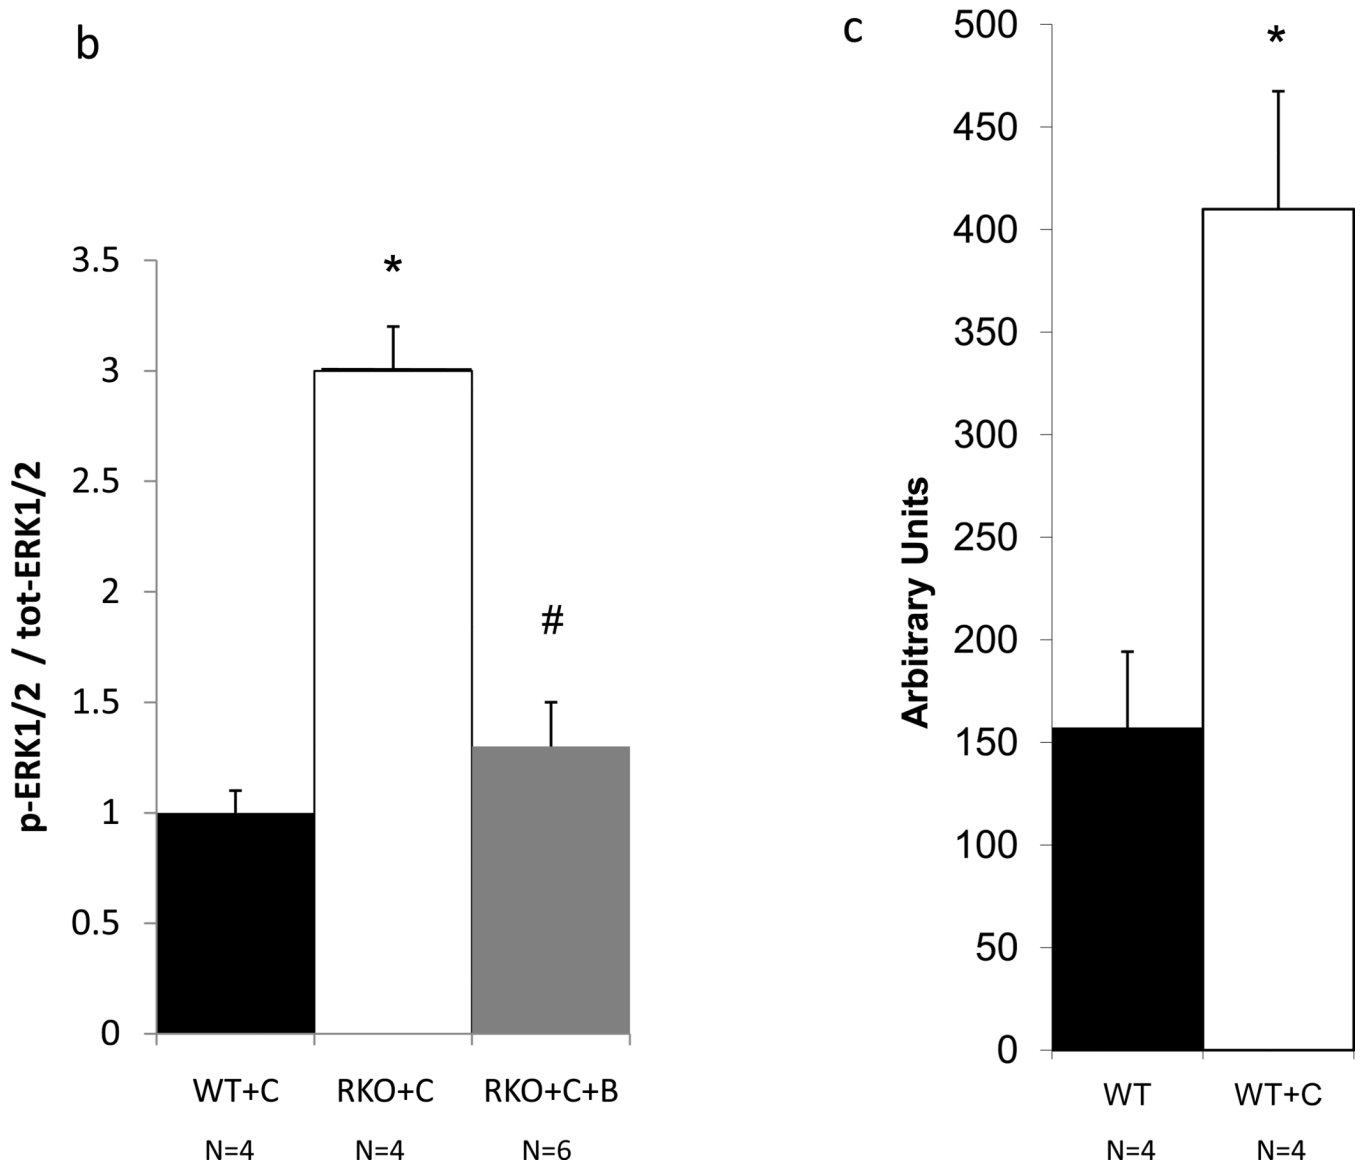 b
3.5
3
2.5
2
1.5
1
0.5
0
p-ERK1/2 / tot-ERK1/2
*
#
WT+C RKO+C RKO+C+B
N=4 N=4 N=6
c
500
450
400
350
300
250
200
150
100
50
0
Arbitrary Units
*
WT WT+C
N=4 N=4